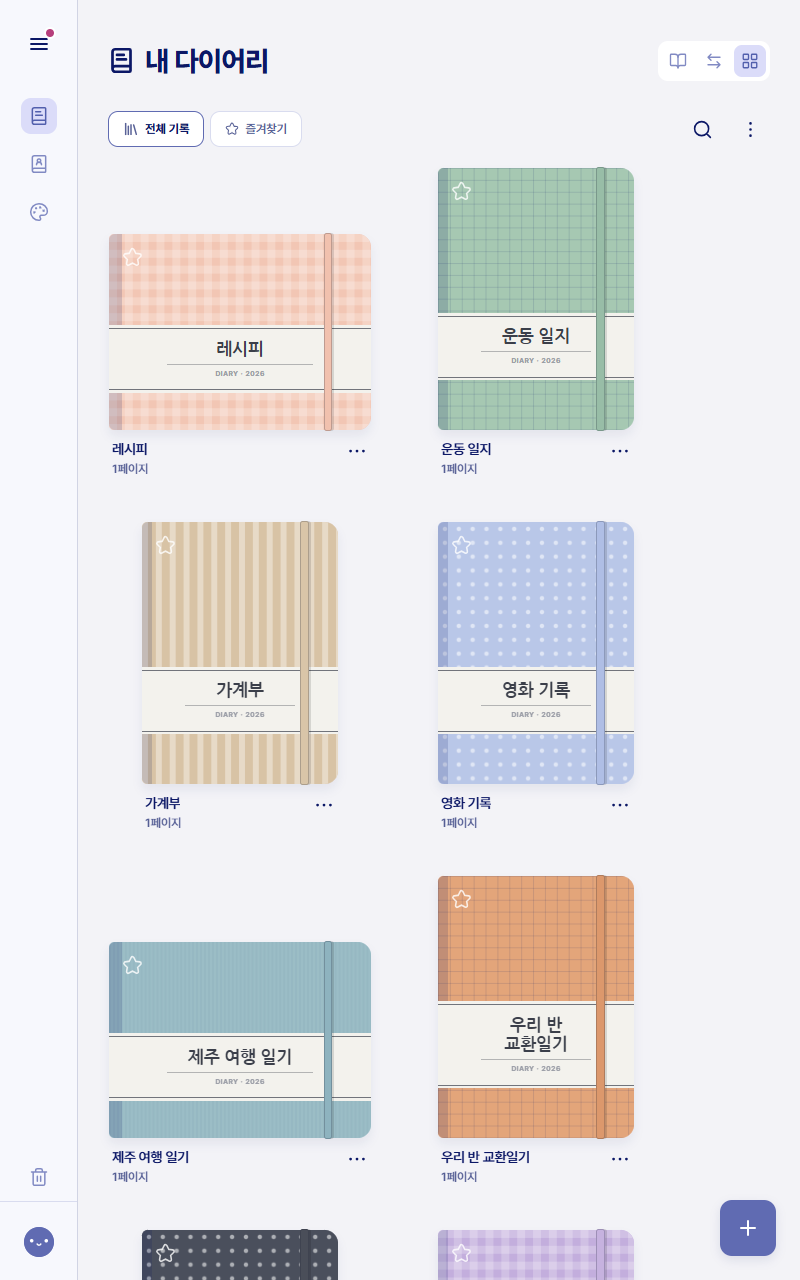 내 다이어리
전체 기록
즐겨찾기
레시피
DIARY · 2026
레시피
1페이지
운동 일지
DIARY · 2026
운동 일지
1페이지
가계부
DIARY · 2026
가계부
1페이지
영화 기록
DIARY · 2026
영화 기록
1페이지
제주 여행 일기
DIARY · 2026
제주 여행 일기
1페이지
우리 반
교환일기
DIARY · 2026
우리 반 교환일기
1페이지